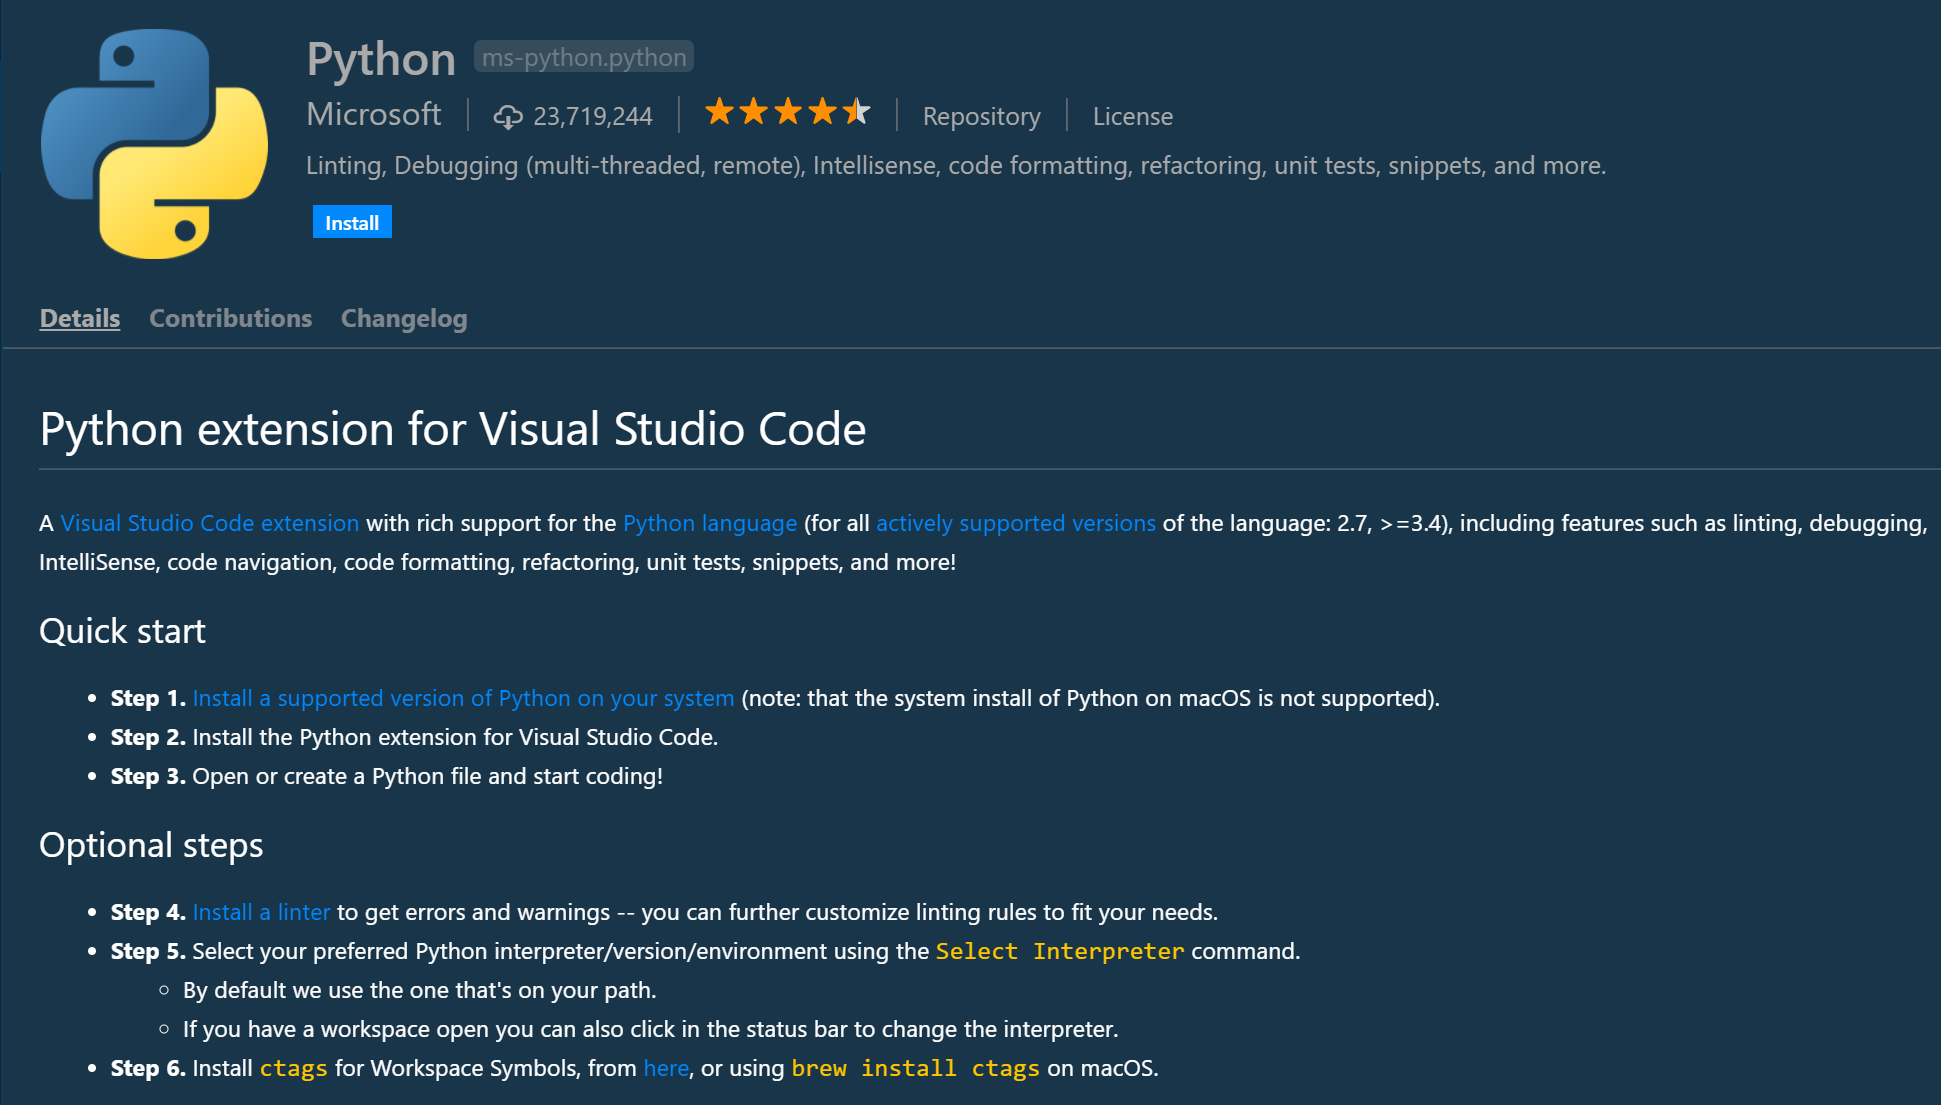 Python ms-python.python
Microsoft 23,719,244 Repository License
Linting, Debugging (multi-threaded, remote), Intellisense, code formatting, refactoring, unit tests, snippets, and more.
Install
Details Contributions Changelog
Python extension for Visual Studio Code
A Visual Studio Code extension with rich support for the Python language (for all actively supported versions of the language: 2.7, >=3.4), including features such as linting, debugging,
IntelliSense, code navigation, code formatting, refactoring, unit tests, snippets, and more!
Quick start
• Step 1. Install a supported version of Python on your system (note: that the system install of Python on macOS is not supported).
• Step 2. Install the Python extension for Visual Studio Code.
• Step 3. Open or create a Python file and start coding!
Optional steps
• Step 4. Install a linter to get errors and warnings -- you can further customize linting rules to fit your needs.
• Step 5. Select your preferred Python interpreter/version/environment using the Select Interpreter command.
◦ By default we use the one that's on your path.
◦ If you have a workspace open you can also click in the status bar to change the interpreter.
• Step 6. Install ctags for Workspace Symbols, from here, or using brew install ctags on macOS.